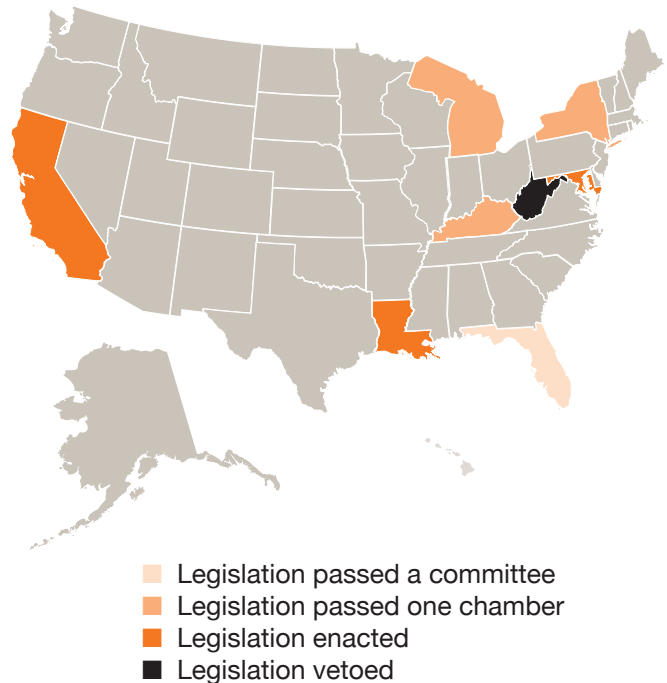 Legislation passed a committee
Legislation passed one chamber
Legislation enacted
Legislation vetoed